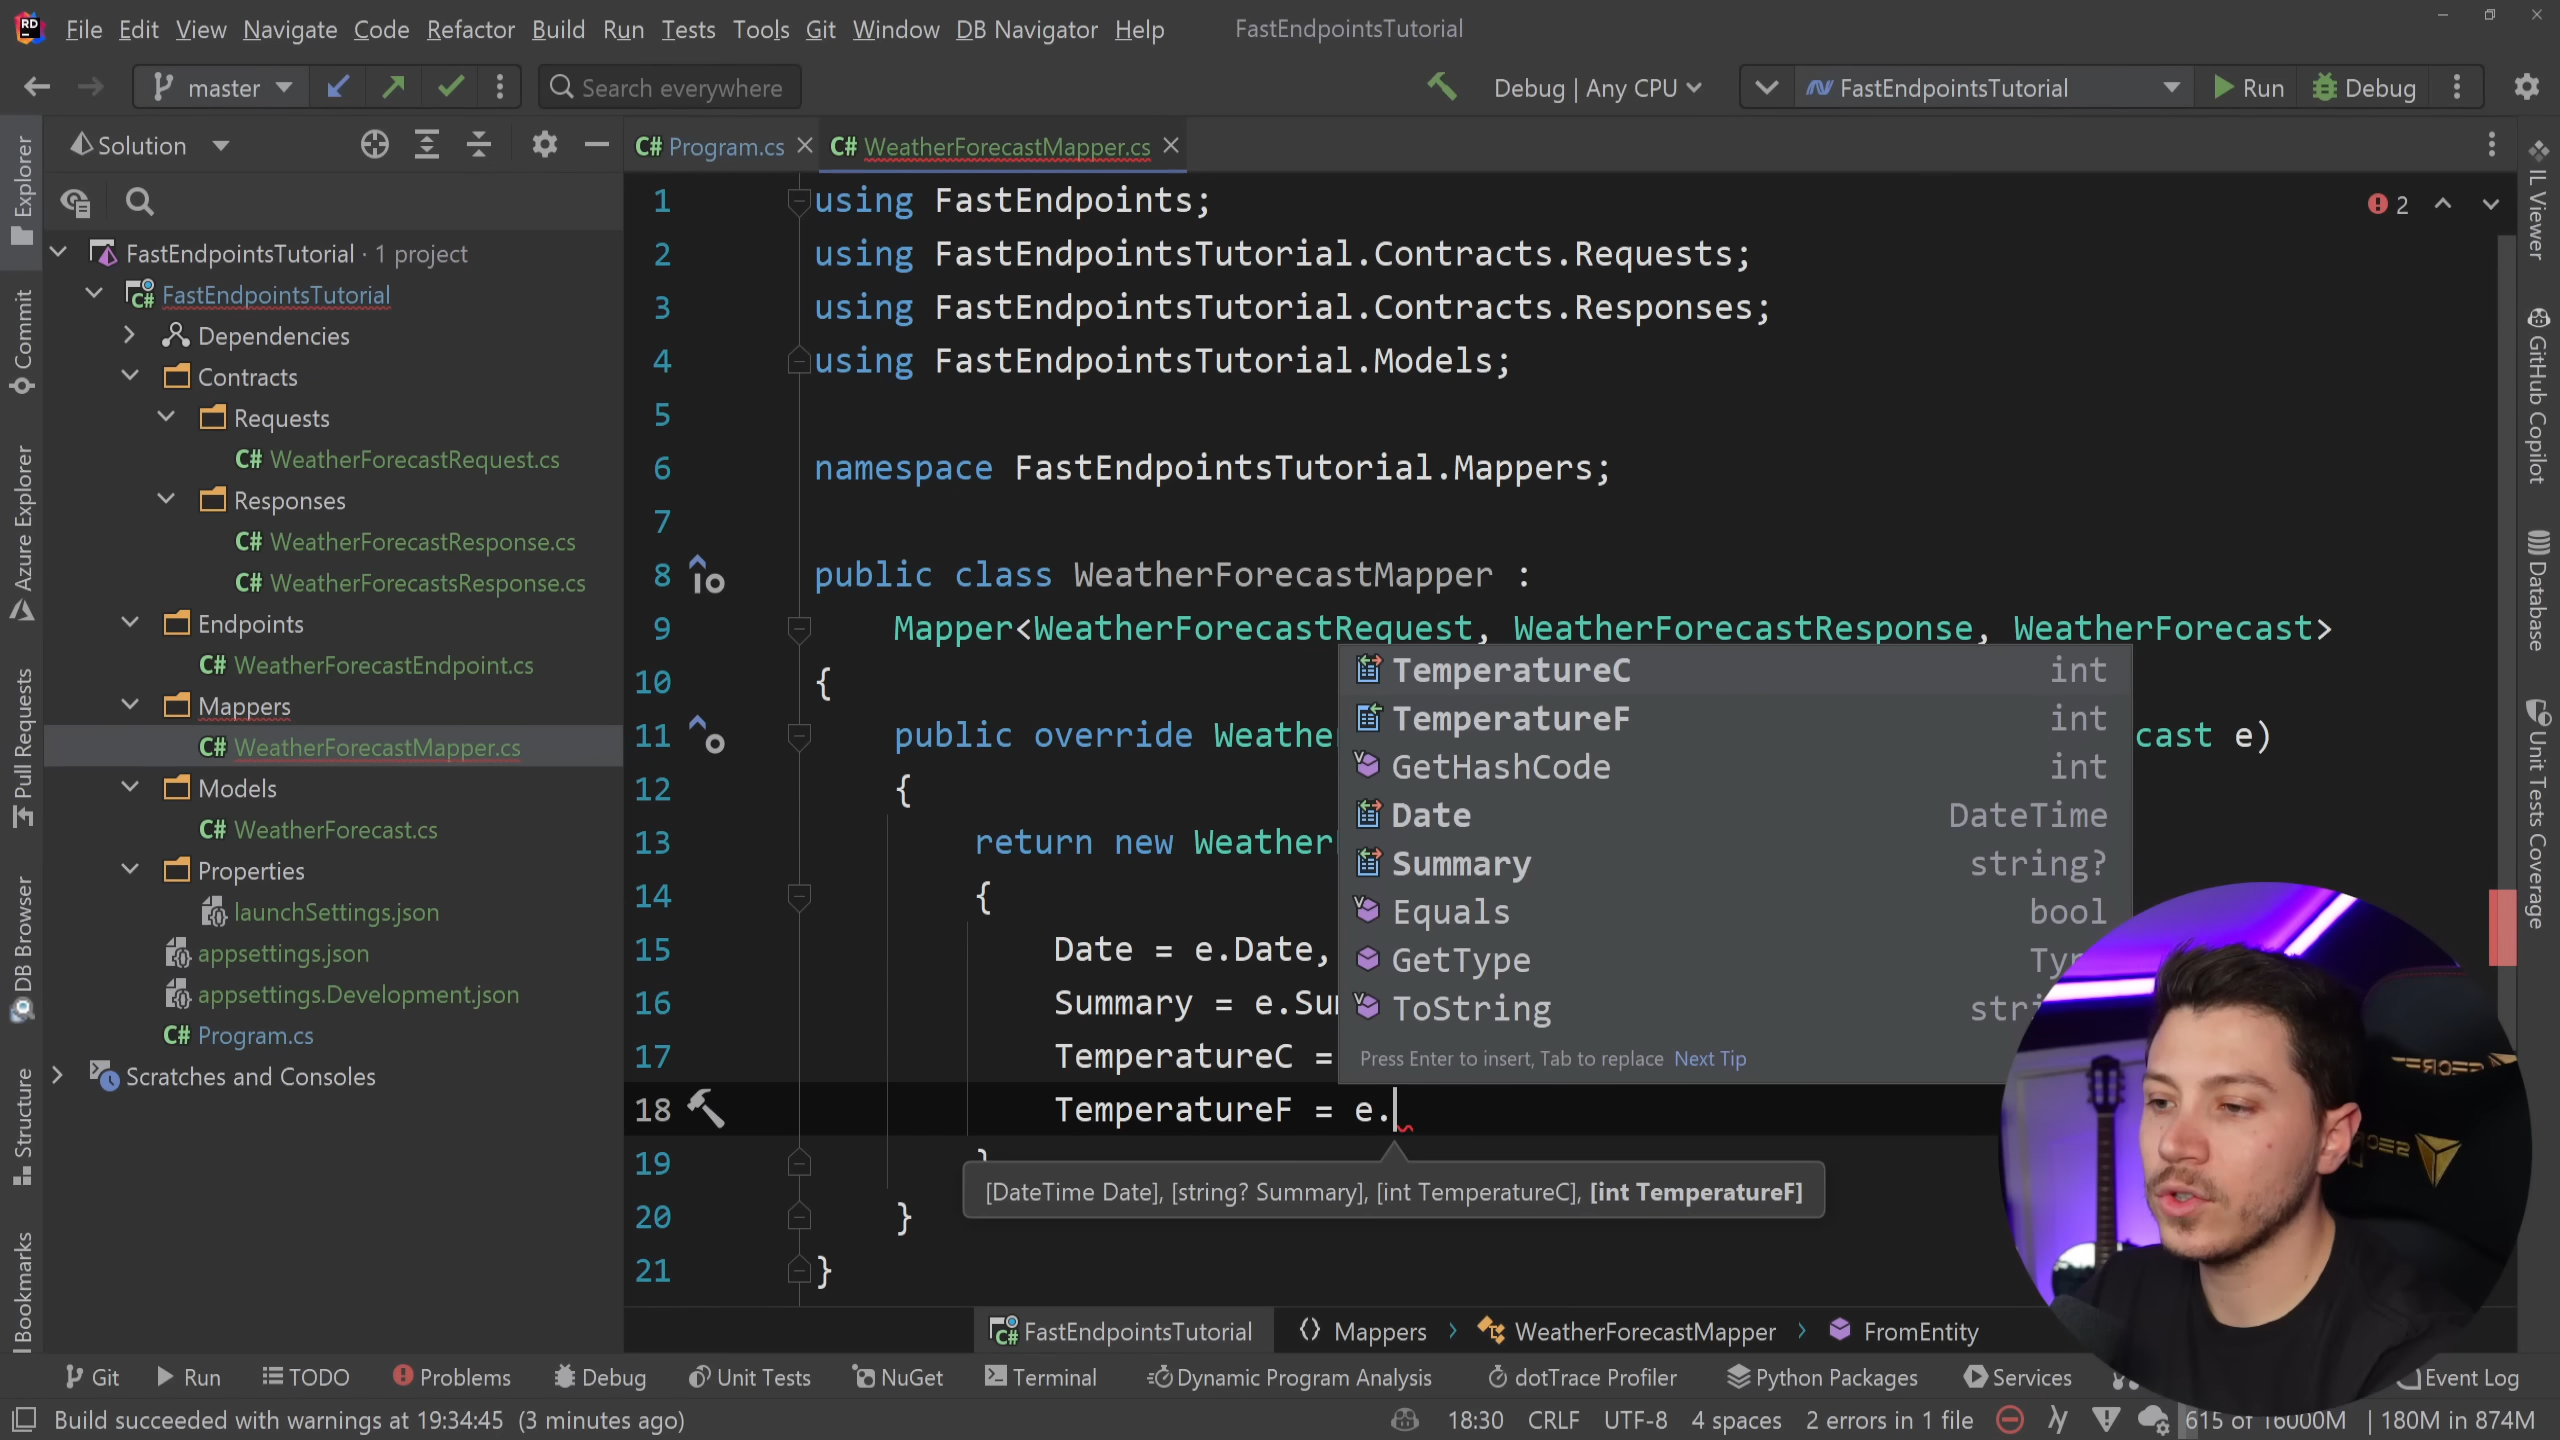 RD File Edit View Navigate Code Refactor Build Run Tests Tools Git Window DB Navigator Help FastEndpointsTutorial
master Search everywhere Debug | Any CPU FastEndpointsTutorial Run Debug
Solution
C# Program.cs C# WeatherForecastMapper.cs
Explorer
Commit
Azure Explorer
Pull Requests
DB Browser
Structure
Bookmarks
FastEndpointsTutorial · 1 project
C# FastEndpointsTutorial
Dependencies
Contracts
Requests
C# WeatherForecastRequest.cs
Responses
C# WeatherForecastResponse.cs
C# WeatherForecastsResponse.cs
Endpoints
C# WeatherForecastEndpoint.cs
Mappers
C# WeatherForecastMapper.cs
Models
C# WeatherForecast.cs
Properties
launchSettings.json
appsettings.json
appsettings.Development.json
C# Program.cs
Scratches and Consoles
2
1 using FastEndpoints;
2 using FastEndpointsTutorial.Contracts.Requests;
3 using FastEndpointsTutorial.Contracts.Responses;
4 using FastEndpointsTutorial.Models;
5
6 namespace FastEndpointsTutorial.Mappers;
7
8 public class WeatherForecastMapper :
9 Mapper<WeatherForecastRequest, WeatherForecastResponse, WeatherForecast>
10 {
11 public override Weather cast e)
12 {
13 return new Weather
14 {
15 Date = e.Date,
16 Summary = e.Sum
17 TemperatureC =
18 TemperatureF = e.
19 }
20 }
21 }
TemperatureC int
TemperatureF int
GetHashCode int
Date DateTime
Summary string?
Equals bool
GetType Typ
ToString stri
Press Enter to insert, Tab to replace Next Tip
[DateTime Date], [string? Summary], [int TemperatureC], [int TemperatureF]
IL Viewer
GitHub Copilot
Database
Unit Tests Coverage
C# FastEndpointsTutorial Mappers WeatherForecastMapper FromEntity
Git Run TODO Problems Debug Unit Tests NuGet Terminal Dynamic Program Analysis dotTrace Profiler Python Packages Services Event Log
Build succeeded with warnings at 19:34:45 (3 minutes ago) 18:30 CRLF UTF-8 4 spaces 2 errors in 1 file 615 of 16000M 180M in 874M